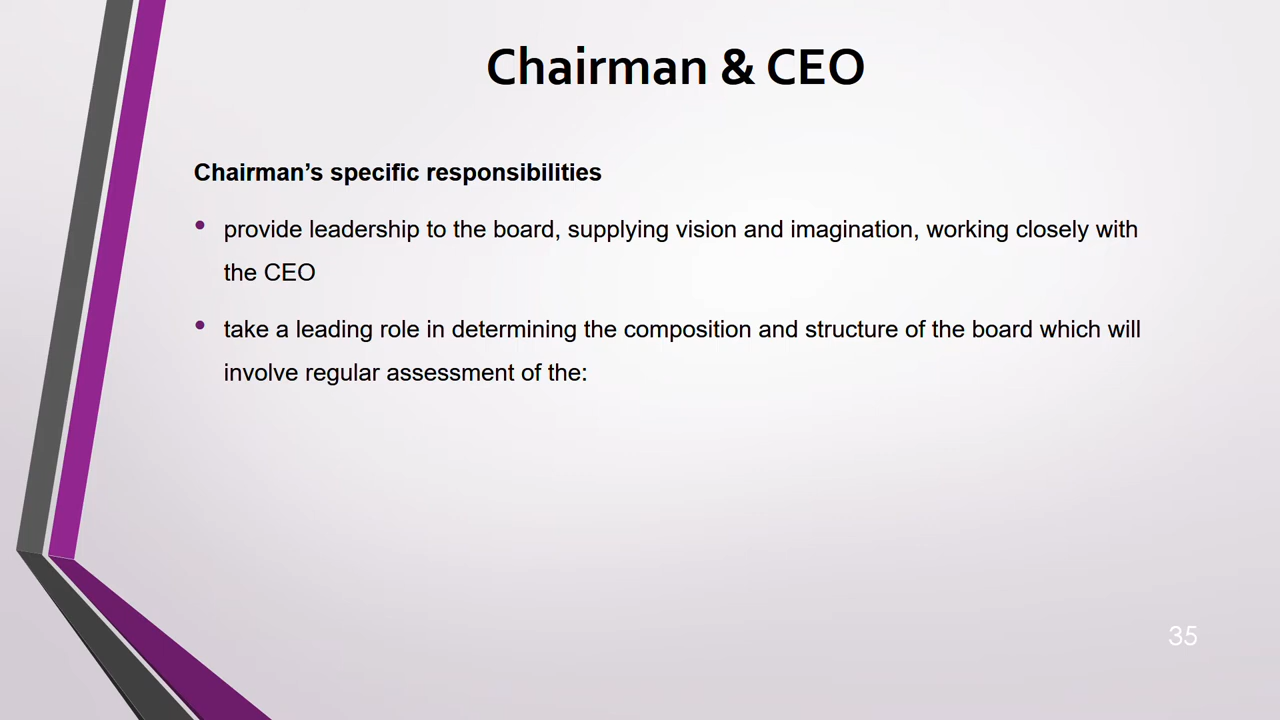 Chairman & CEO
Chairman’s specific responsibilities
• provide leadership to the board, supplying vision and imagination, working closely with
the CEO
• take a leading role in determining the composition and structure of the board which will
involve regular assessment of the:
35